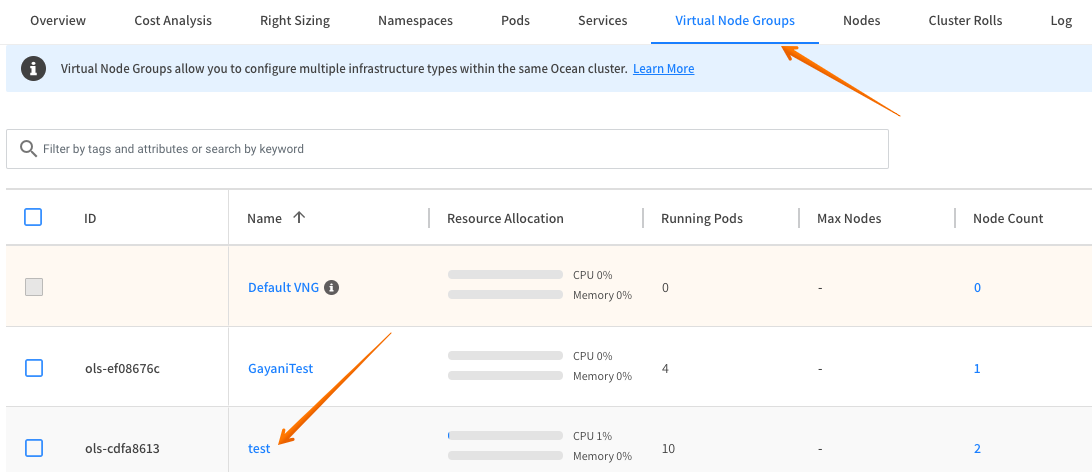 Overview Cost Analysis Right Sizing Namespaces Pods Services Virtual Node Groups Nodes Cluster Rolls Log
Virtual Node Groups allow you to configure multiple infrastructure types within the same Ocean cluster. Learn More
Filter by tags and attributes or search by keyword
ID Name Resource Allocation Running Pods Max Nodes Node Count
Default VNG CPU 0% Memory 0% 0 - 0
ols-ef08676c GayaniTest CPU 0% Memory 0% 4 - 1
ols-cdfa8613 test CPU 1% Memory 0% 10 - 2